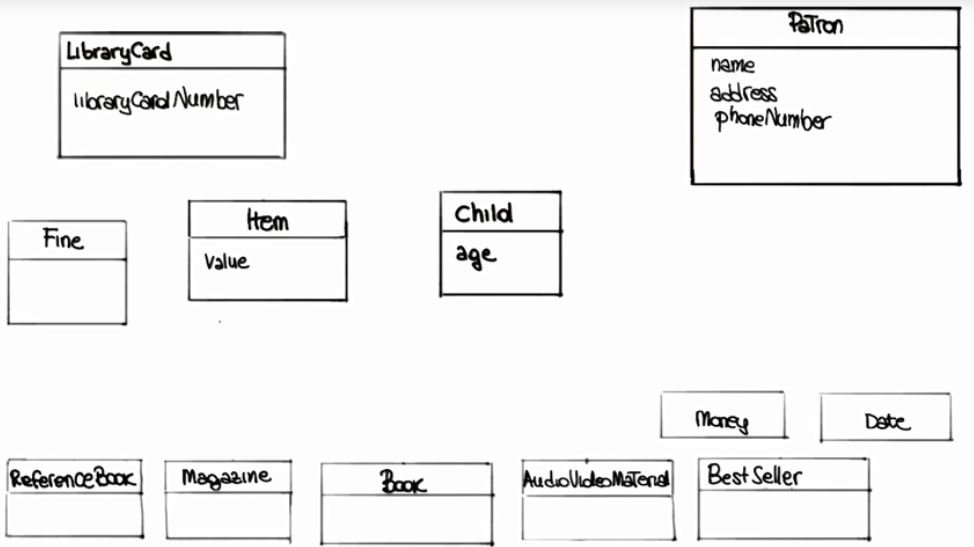 LibraryCard
libraryCardNumber
Patron
name
address
phoneNumber
Fine
Item
Value
Child
age
Money
Date
ReferenceBook
Magazine
Book
AudioVideoMaterial
BestSeller